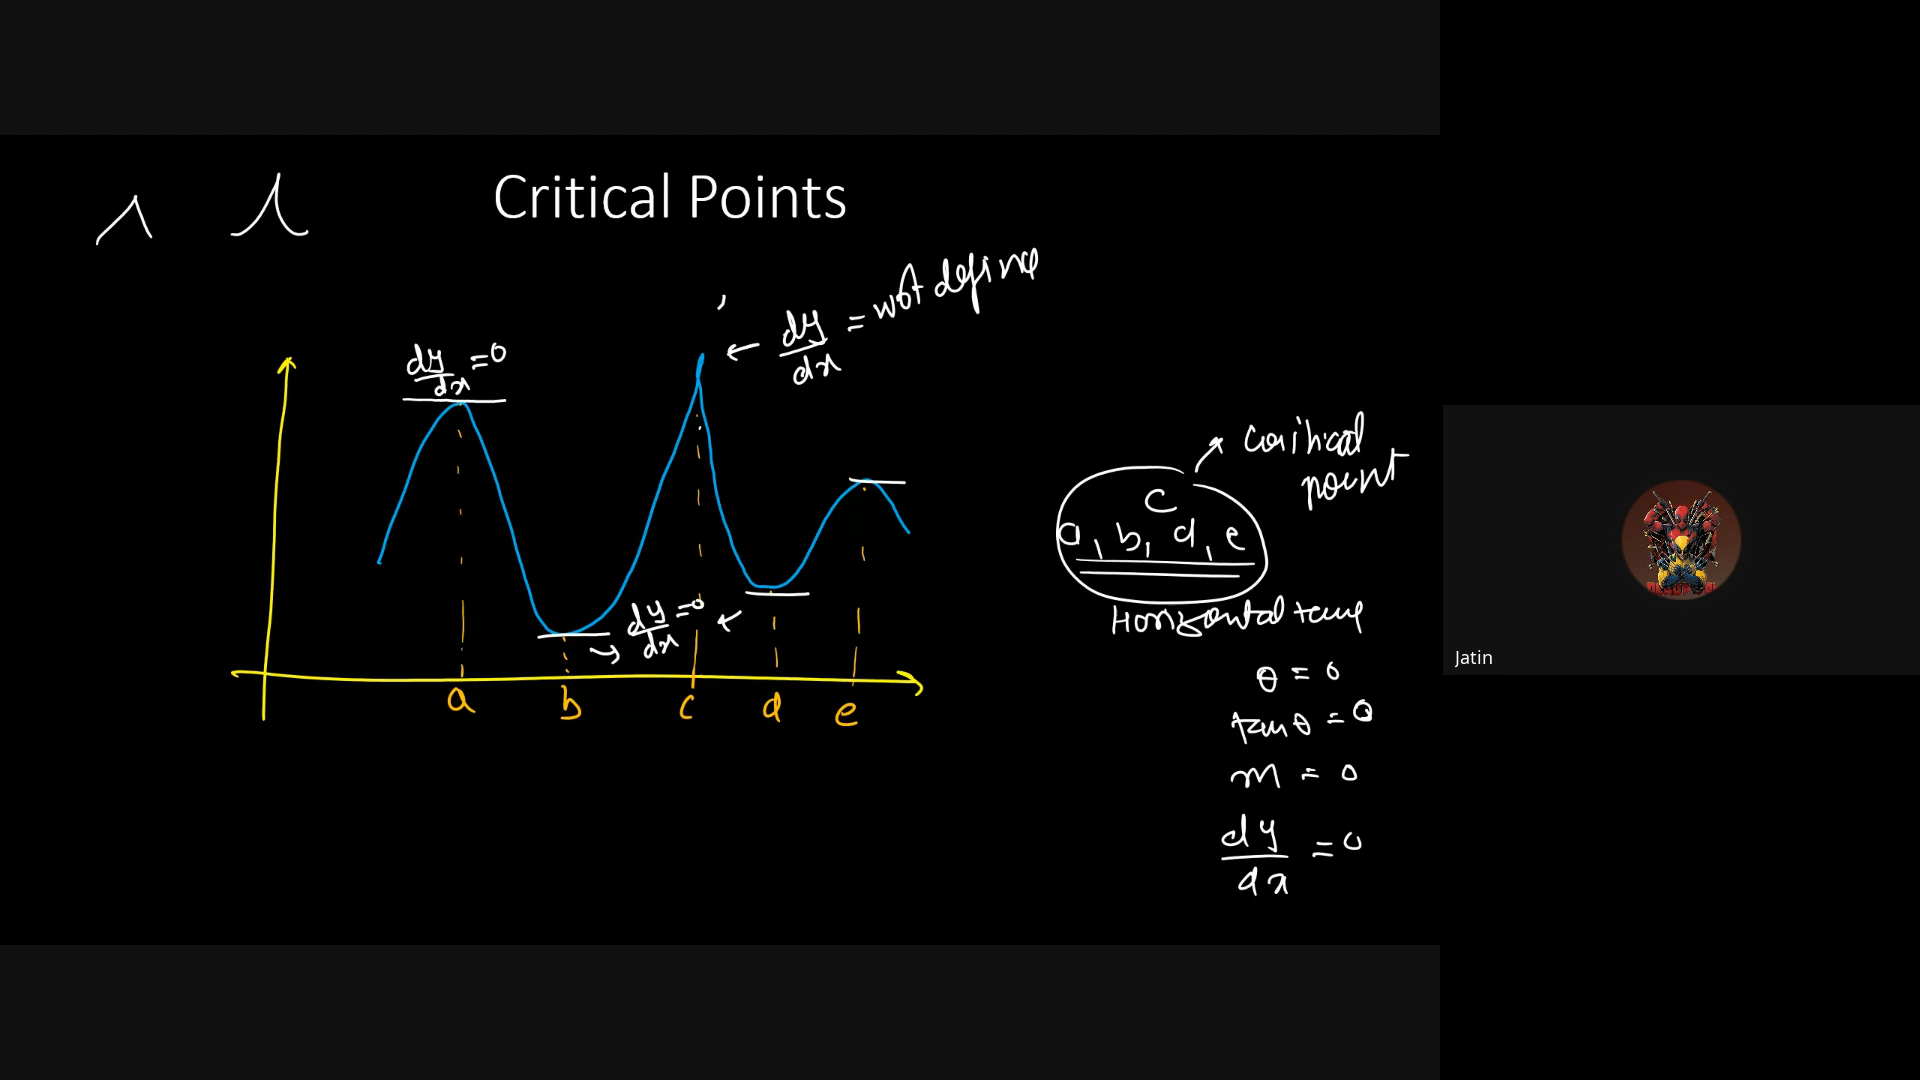 Critical Points
dy/dx = not define
dy/dx = 0
critical
point
c
a, b, d, e
dy/dx = 0
Horizontal tang
θ = 0
tan θ = 0
m = 0
dy/dx = 0
a b c d e
Jatin